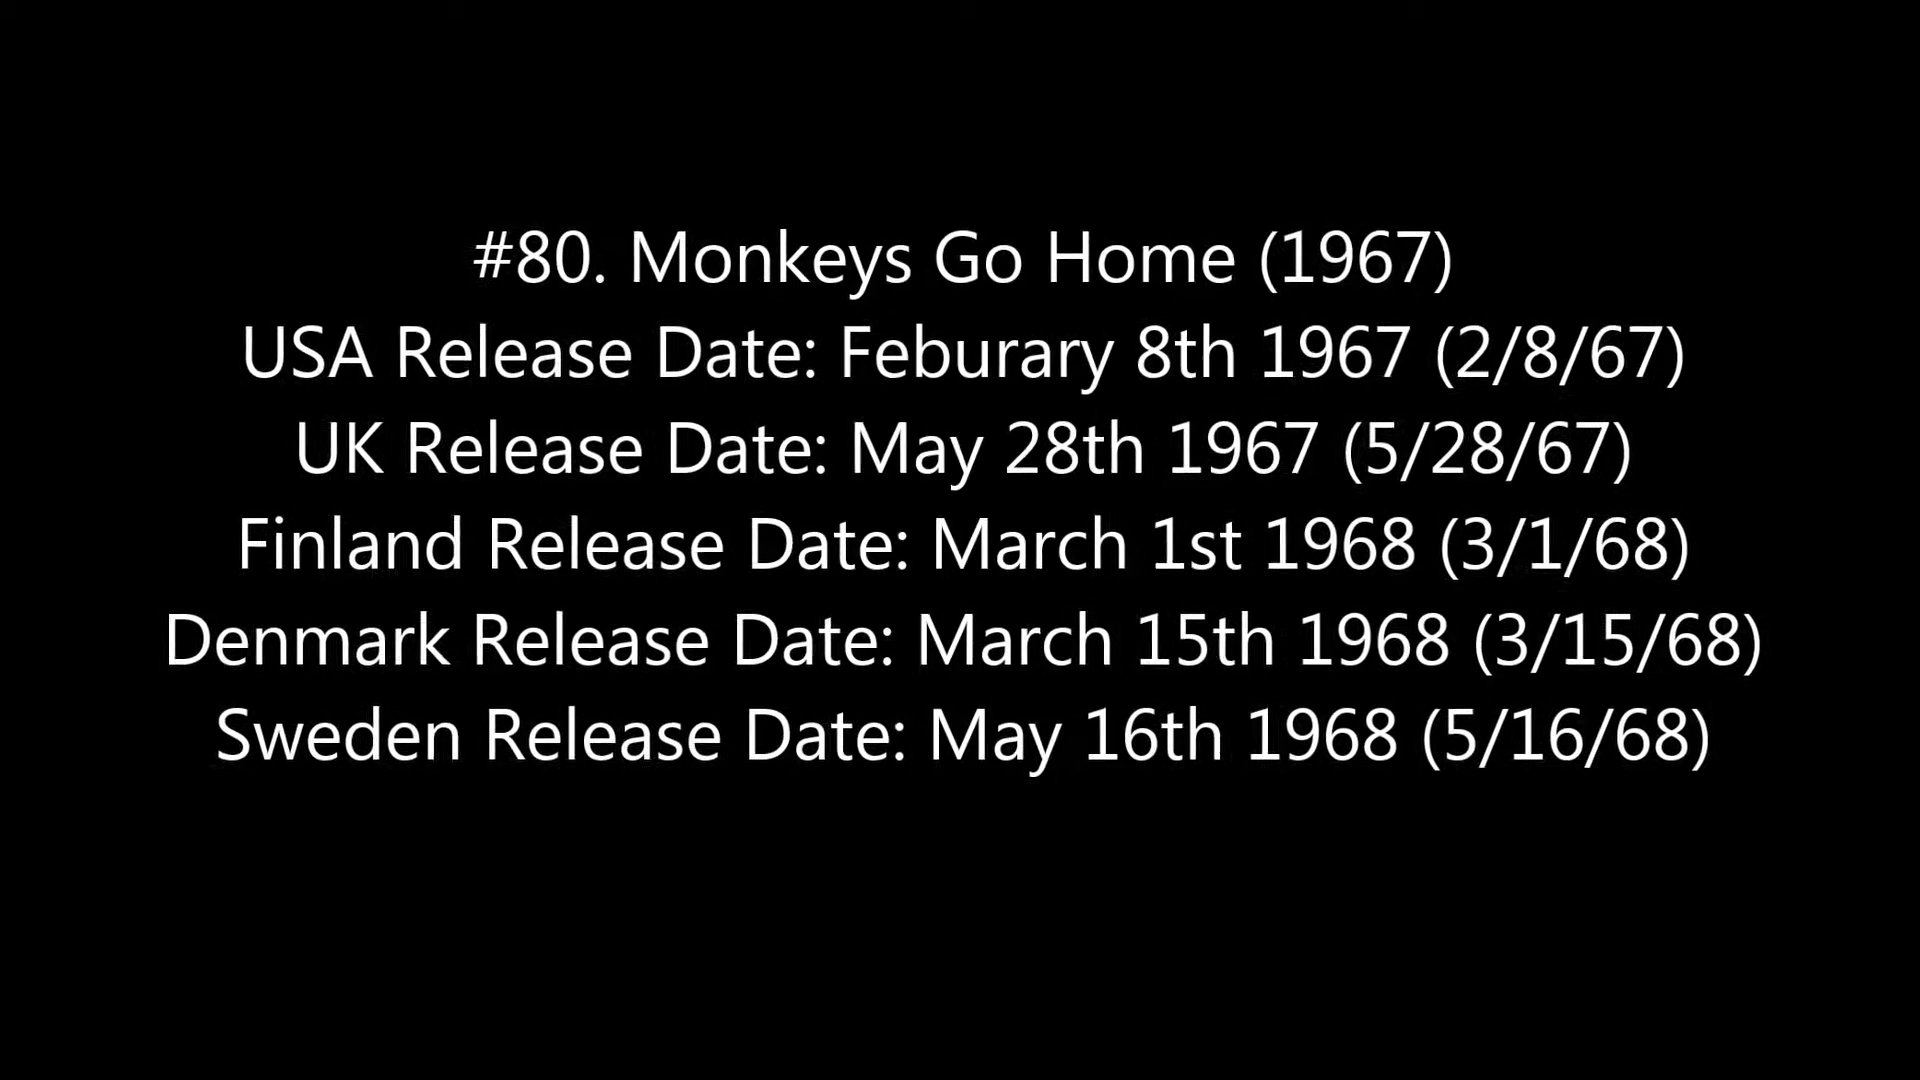 #80. Monkeys Go Home (1967)
USA Release Date: Feburary 8th 1967 (2/8/67)
UK Release Date: May 28th 1967 (5/28/67)
Finland Release Date: March 1st 1968 (3/1/68)
Denmark Release Date: March 15th 1968 (3/15/68)
Sweden Release Date: May 16th 1968 (5/16/68)